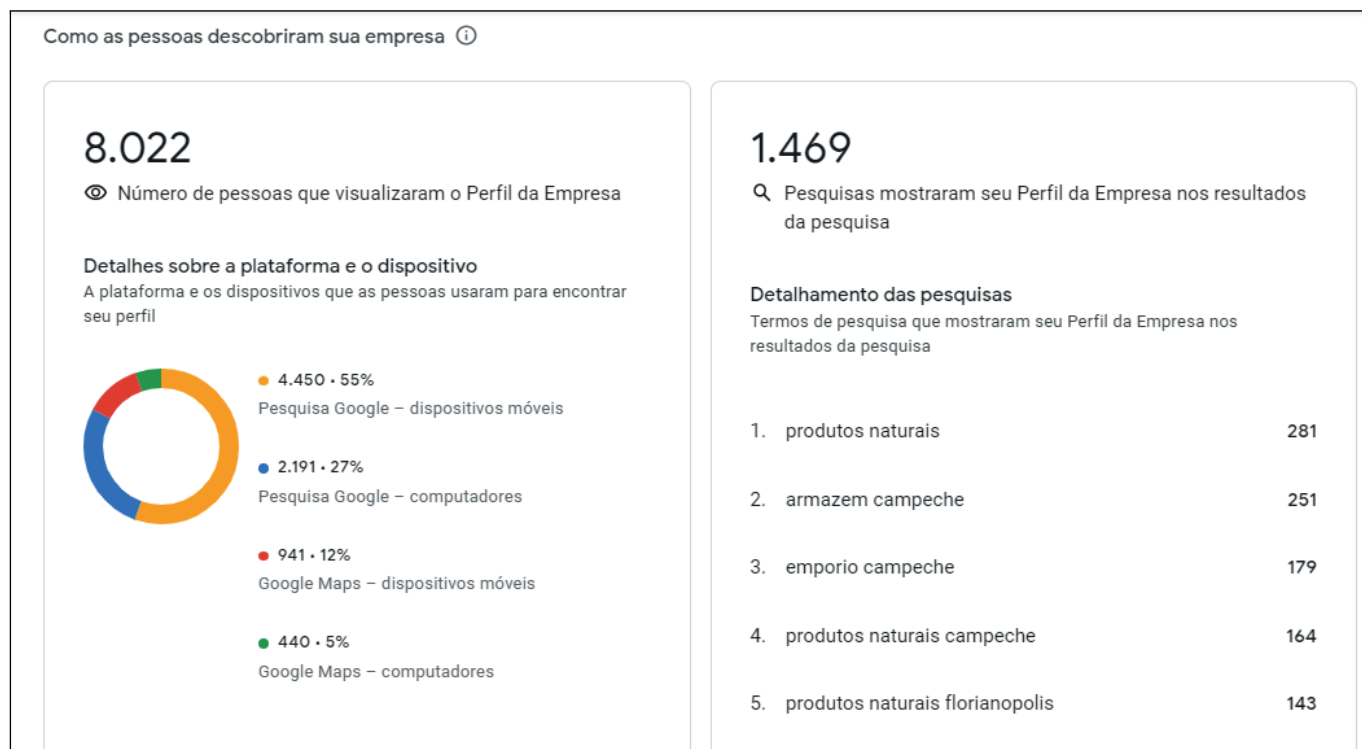 Como as pessoas descobriram sua empresa
8.022
Número de pessoas que visualizaram o Perfil da Empresa
Detalhes sobre a plataforma e o dispositivo
A plataforma e os dispositivos que as pessoas usaram para encontrar
seu perfil
4.450 • 55%
Pesquisa Google – dispositivos móveis
2.191 • 27%
Pesquisa Google – computadores
941 • 12%
Google Maps – dispositivos móveis
440 • 5%
Google Maps – computadores
1.469
Pesquisas mostraram seu Perfil da Empresa nos resultados
da pesquisa
Detalhamento das pesquisas
Termos de pesquisa que mostraram seu Perfil da Empresa nos
resultados da pesquisa
1. produtos naturais 281
2. armazem campeche 251
3. emporio campeche 179
4. produtos naturais campeche 164
5. produtos naturais florianopolis 143